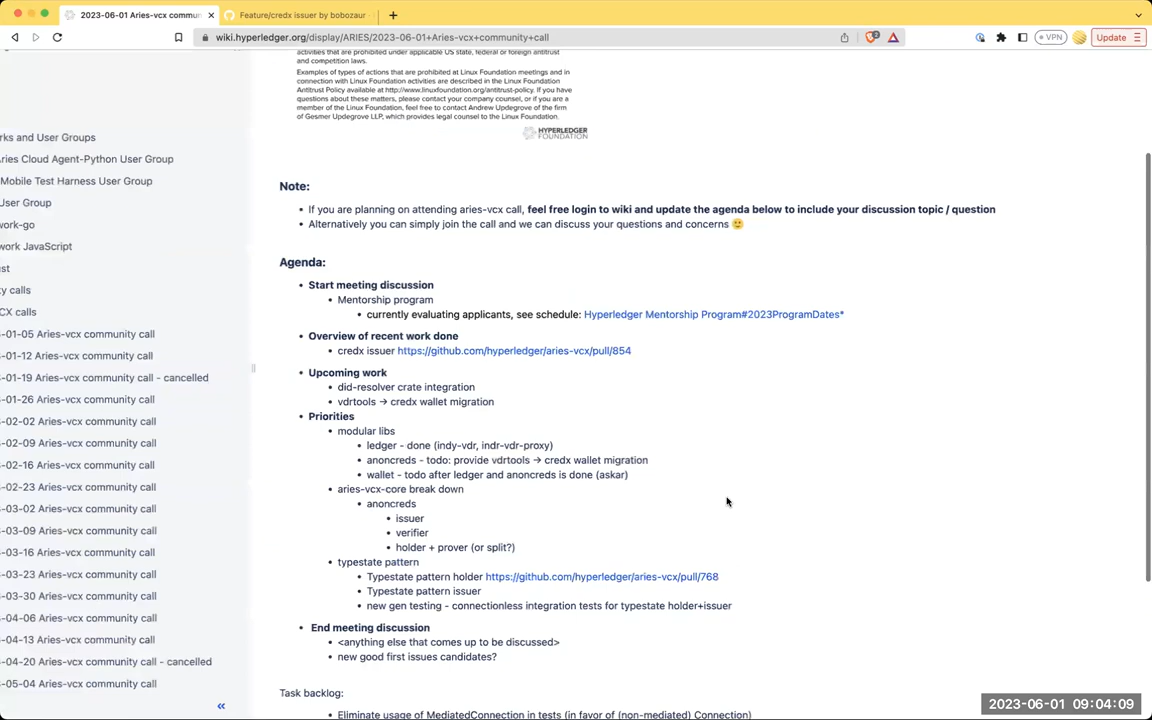 2023-06-01 Aries-vcx commun
Feature/credx issuer by bobozaur
wiki.hyperledger.org/display/ARIES/2023-06-01+Aries-vcx+community+call
2
VPN
Update
activities that are prohibited under applicable US state, federal or foreign antitrust
and competition laws.
Examples of types of actions that are prohibited at Linux Foundation meetings and in
connection with Linux Foundation activities are described in the Linux Foundation
Antitrust Policy available at http://www.linuxfoundation.org/antitrust-policy. If you have
questions about these matters, please contact your company counsel, or if you are a
member of the Linux Foundation, feel free to contact Andrew Updegrove of the firm
of Gesmer Updegrove LLP, which provides legal counsel to the Linux Foundation.
HYPERLEDGER
FOUNDATION
rks and User Groups
ries Cloud Agent-Python User Group
Mobile Test Harness User Group
User Group
work-go
work JavaScript
st
y calls
CX calls
-01-05 Aries-vcx community call
-01-12 Aries-vcx community call
-01-19 Aries-vcx community call - cancelled
-01-26 Aries-vcx community call
-02-02 Aries-vcx community call
-02-09 Aries-vcx community call
-02-16 Aries-vcx community call
-02-23 Aries-vcx community call
-03-02 Aries-vcx community call
-03-09 Aries-vcx community call
-03-16 Aries-vcx community call
-03-23 Aries-vcx community call
-03-30 Aries-vcx community call
-04-06 Aries-vcx community call
-04-13 Aries-vcx community call
-04-20 Aries-vcx community call - cancelled
-05-04 Aries-vcx community call
Note:
• If you are planning on attending aries-vcx call, feel free login to wiki and update the agenda below to include your discussion topic / question
• Alternatively you can simply join the call and we can discuss your questions and concerns 🙂
Agenda:
• Start meeting discussion
• Mentorship program
• currently evaluating applicants, see schedule: Hyperledger Mentorship Program#2023ProgramDates*
• Overview of recent work done
• credx issuer https://github.com/hyperledger/aries-vcx/pull/854
• Upcoming work
• did-resolver crate integration
• vdrtools → credx wallet migration
• Priorities
• modular libs
• ledger - done (indy-vdr, indr-vdr-proxy)
• anoncreds - todo: provide vdrtools → credx wallet migration
• wallet - todo after ledger and anoncreds is done (askar)
• aries-vcx-core break down
• anoncreds
• issuer
• verifier
• holder + prover (or split?)
• typestate pattern
• Typestate pattern holder https://github.com/hyperledger/aries-vcx/pull/768
• Typestate pattern issuer
• new gen testing - connectionless integration tests for typestate holder+issuer
• End meeting discussion
• <anything else that comes up to be discussed>
• new good first issues candidates?
Task backlog:
• Eliminate usage of MediatedConnection in tests (in favor of (non-mediated) Connection)
2023-06-01 09:04:09